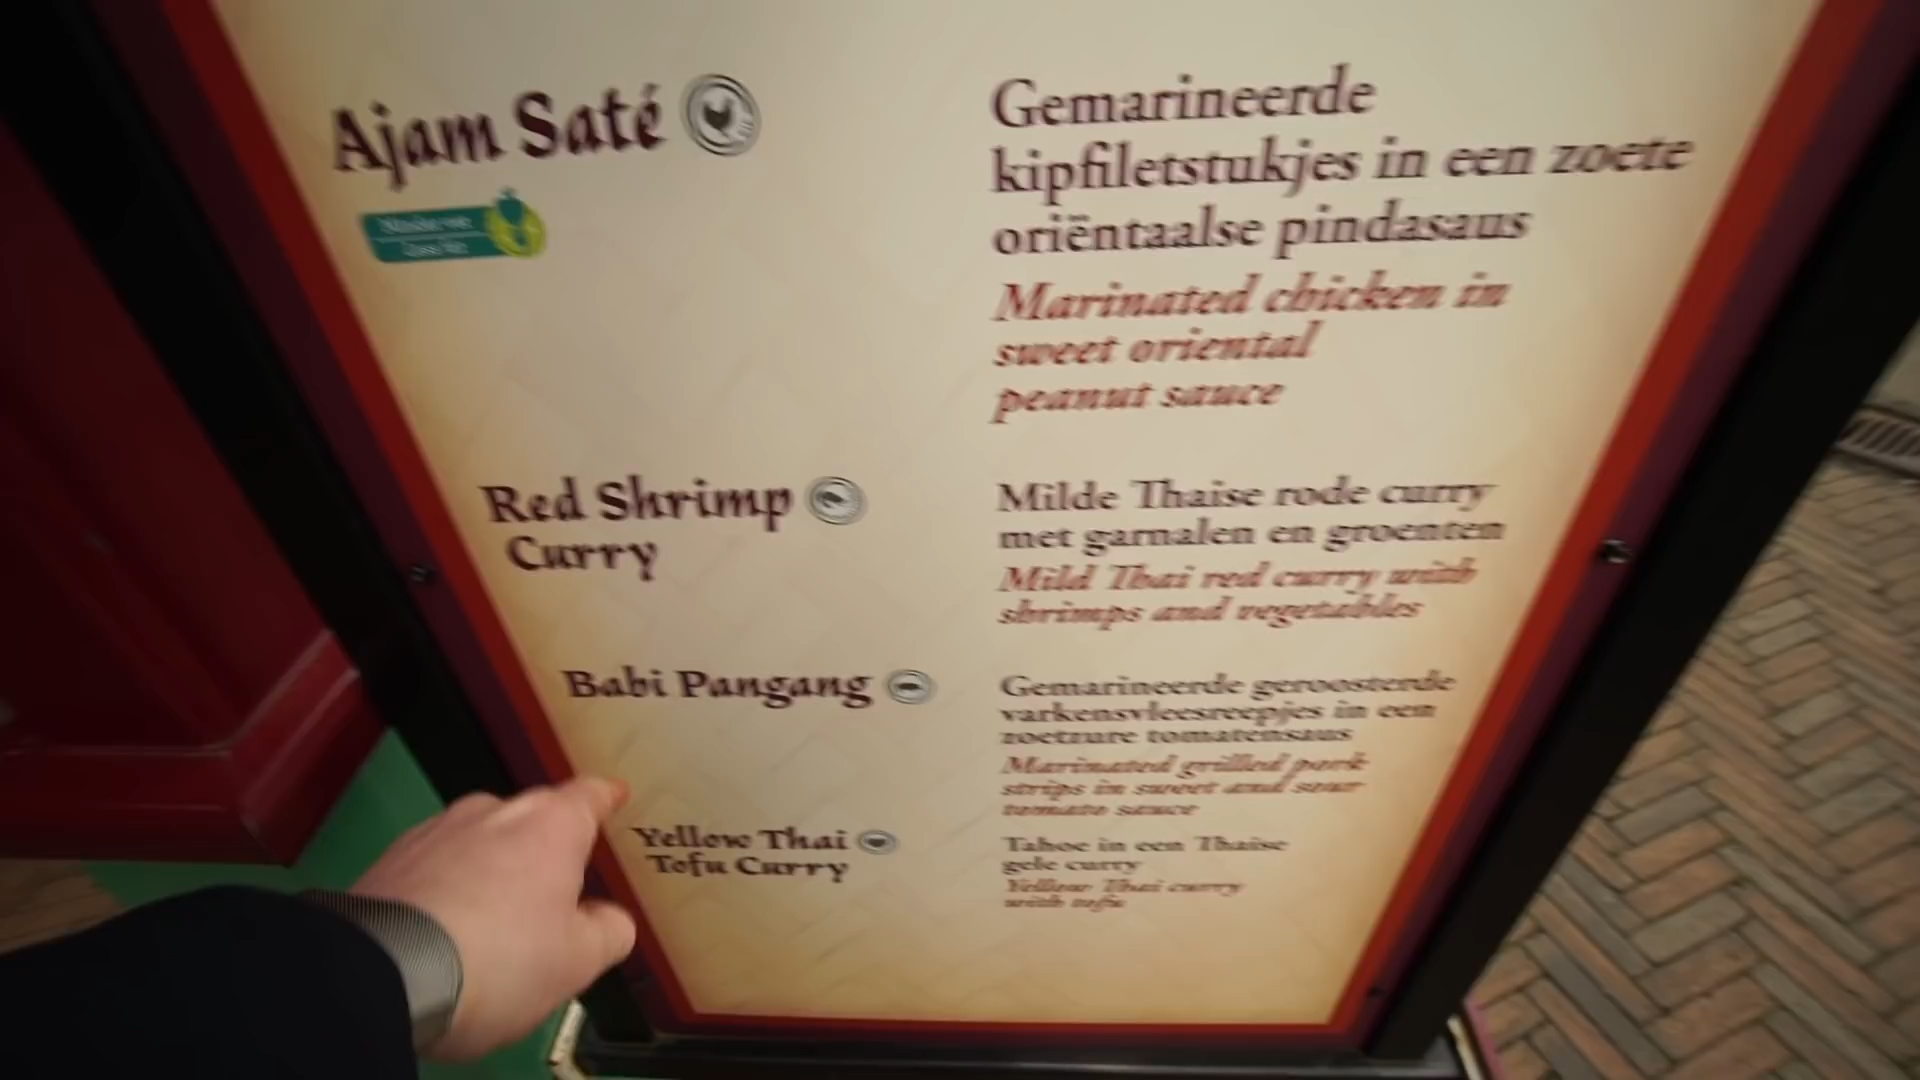 Ajam Saté
Gemarineerde
kipfiletstukjes in een zoete
oriëntaalse pindasaus
Marinated chicken in
sweet oriental
peanut sauce
Red Shrimp
Curry
Milde Thaise rode curry
met garnalen en groenten
Mild Thai red curry with
shrimps and vegetables
Babi Pangang
Gemarineerde geroosterde
varkensvleesreepjes in een
zoetzure tomatensaus
Marinated grilled pork
strips in sweet and sour
tomato sauce
Yellow Thai
Tofu Curry
Tahoe in een Thaise
gele curry
Yellow Thai curry
with tofu